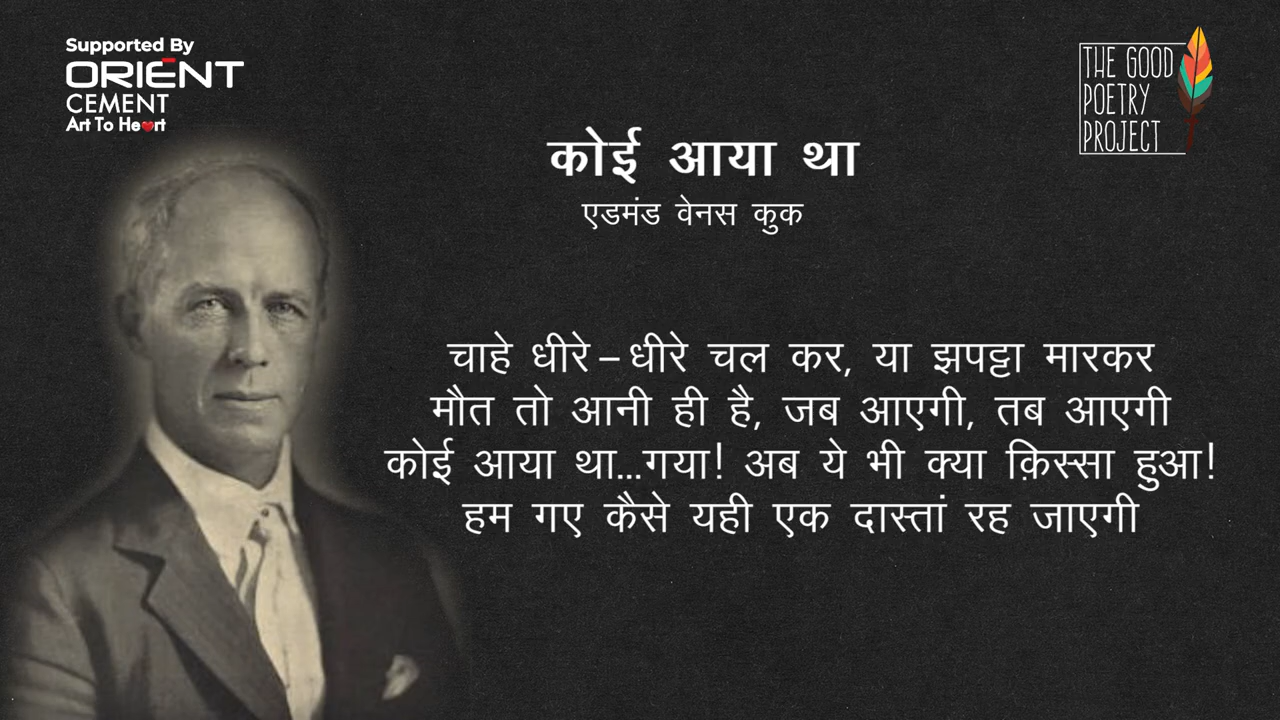 Supported By
ORIENT
CEMENT
Art To Heart
THE GOOD
POETRY
PROJECT
कोई आया था
एडमंड वेनस कुक
चाहे धीरे–धीरे चल कर, या झपट्टा मारकर
मौत तो आनी ही है, जब आएगी, तब आएगी
कोई आया था...गया! अब ये भी क्या क़िस्सा हुआ!
हम गए कैसे यही एक दास्तां रह जाएगी